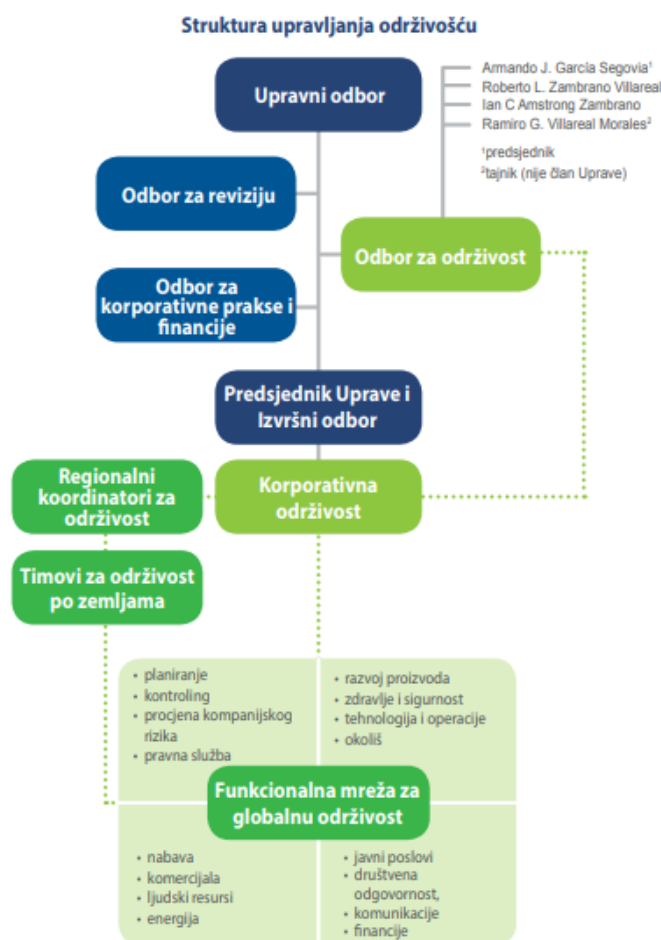 Struktura upravljanja održivošću
Upravni odbor
Armando J. García Segovia¹
Roberto L. Zambrano Villareal
Ian C Amstrong Zambrano
Ramiro G. Villareal Morales²
¹predsjednik
²tajnik (nije član Uprave)
Odbor za reviziju
Odbor za održivost
Odbor za
korporativne prakse i
financije
Predsjednik Uprave i
Izvršni odbor
Regionalni
koordinatori za
održivost
Korporativna
održivost
Timovi za održivost
po zemljama
• planiranje
• kontroling
• procjena kompanijskog
rizika
• pravna služba
• razvoj proizvoda
• zdravlje i sigurnost
• tehnologija i operacije
• okoliš
Funkcionalna mreža za
globalnu održivost
• nabava
• komercijala
• ljudski resursi
• energija
• javni poslovi
• društvena
odgovornost,
• komunikacije
• financije